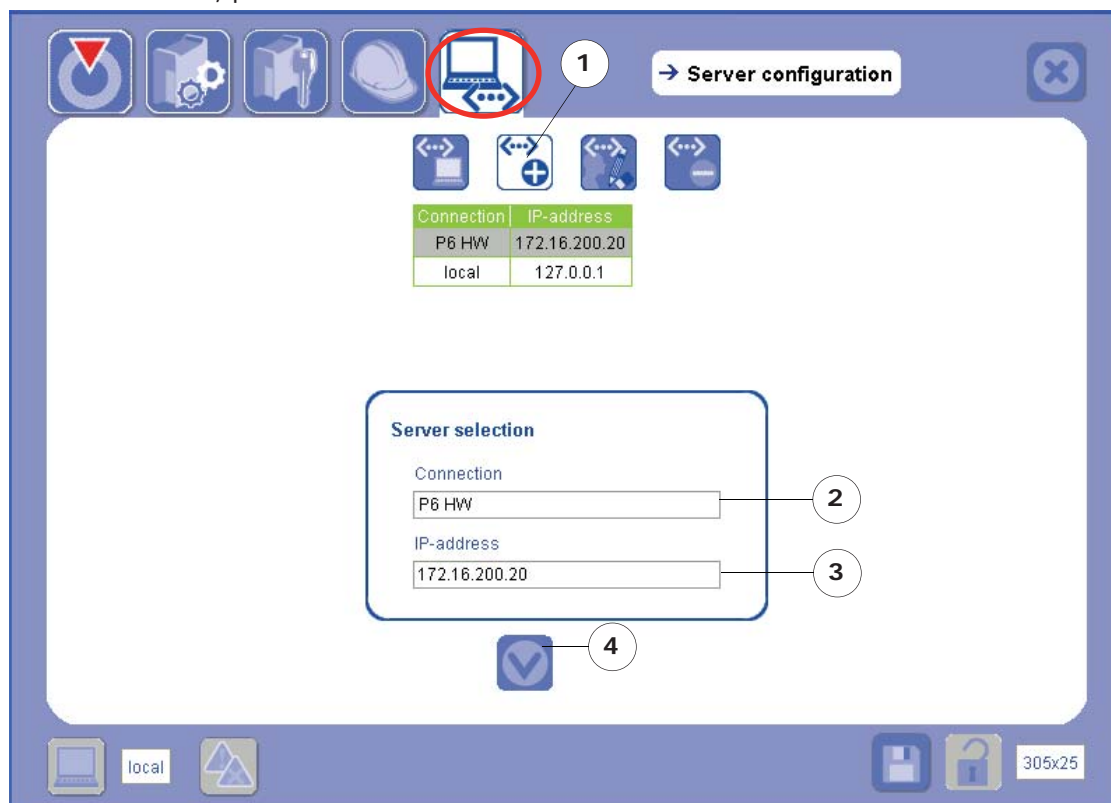 1
→ Server configuration
Connection IP-address
P6 HW 172.16.200.20
local 127.0.0.1
Server selection
Connection
P6 HW
2
IP-address
172.16.200.20
3
4
local
305x25